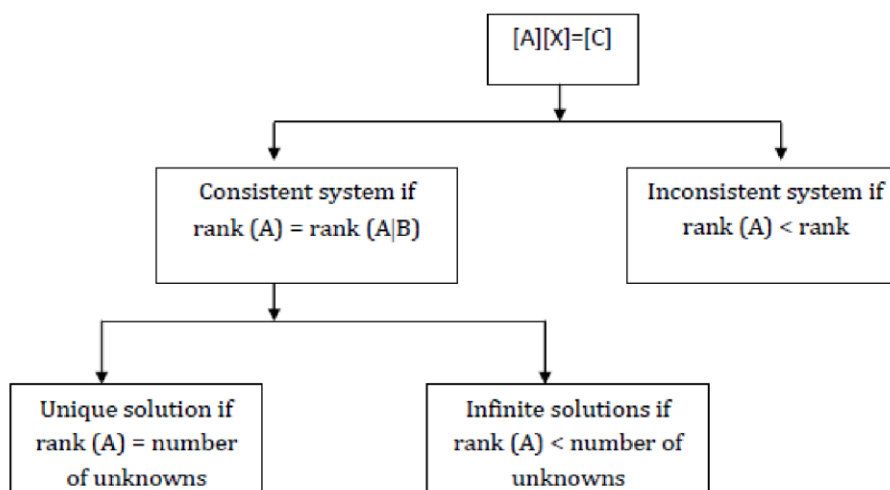 [A][X]=[C]
Consistent system if
rank (A) = rank (A|B)
Inconsistent system if
rank (A) < rank
Unique solution if
rank (A) = number
of unknowns
Infinite solutions if
rank (A) < number of
unknowns